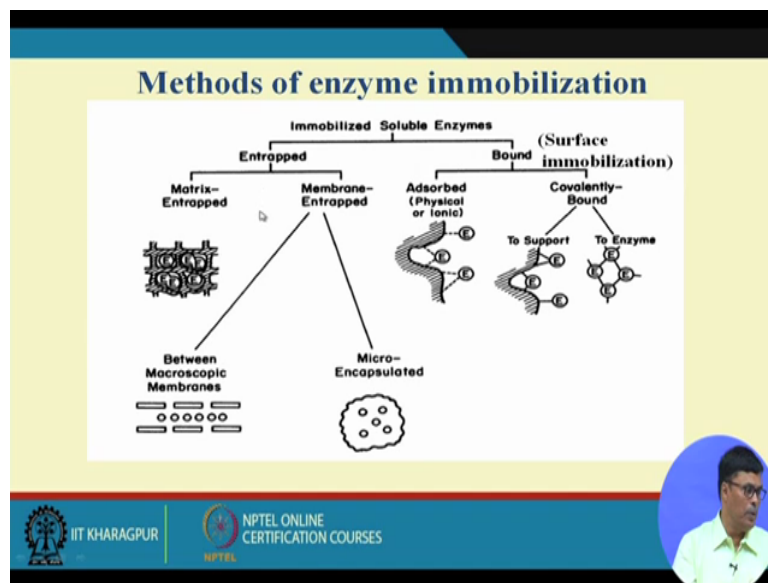 Methods of enzyme immobilization
Immobilized Soluble Enzymes
Entrapped
Bound
(Surface
immobilization)
Matrix-
Entrapped
Membrane-
Entrapped
Adsorbed
(Physical
or Ionic)
Covalently-
Bound
To Support
To Enzyme
E
E
E
E
E
E
E
E
E
E
E
E
E
E
Between
Macroscopic
Membranes
Micro-
Encapsulated
IIT KHARAGPUR
NPTEL
NPTEL ONLINE
CERTIFICATION COURSES